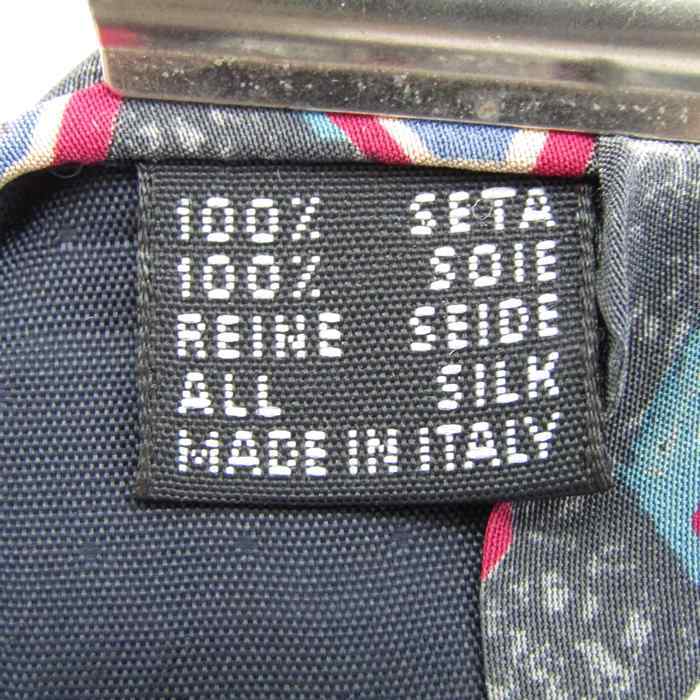 100% SETA
100% SOIE
REINE SEIDE
ALL SILK
MADE IN ITALY